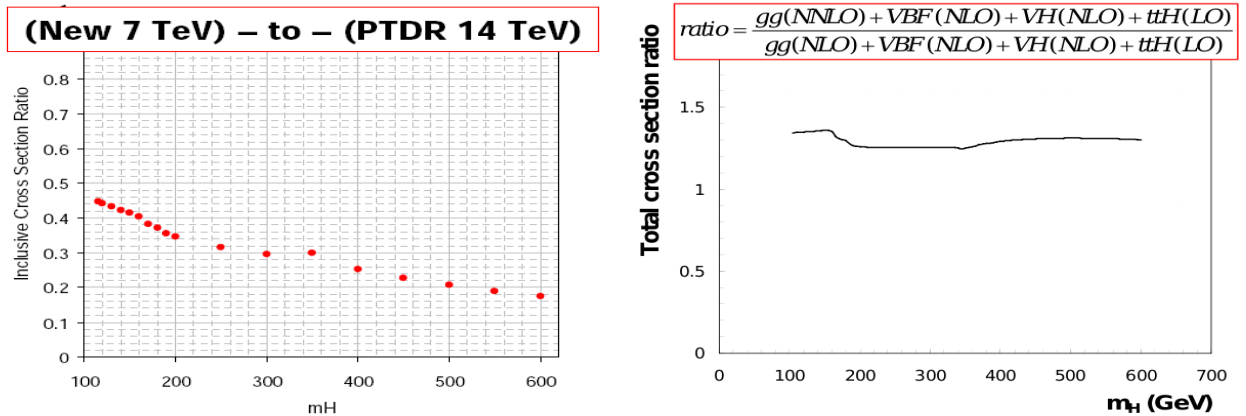 (New 7 TeV) – to – (PTDR 14 TeV)
Inclusive Cross Section Ratio
0.8
0.7
0.6
0.5
0.4
0.3
0.2
0.1
0
100 200 300 400 500 600
mH
ratio = gg(NNLO) + VBF(NLO) + VH(NLO) + ttH(LO)
gg(NLO) + VBF(NLO) + VH(NLO) + ttH(LO)
Total cross section ratio
1.5
1
0.5
0
0 100 200 300 400 500 600 700
mH (GeV)